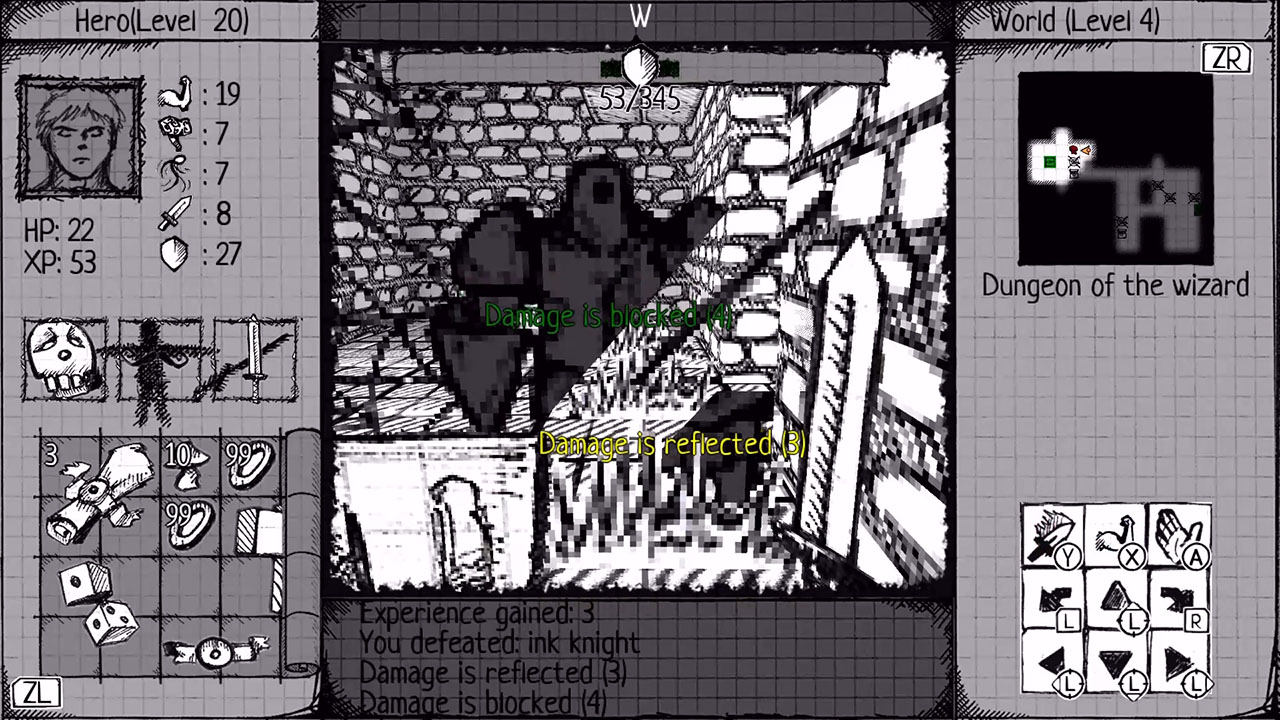 Hero(Level 20)
W
World (Level 4)
ZR
53/345
: 19
: 7
: 7
: 8
: 27
HP: 22
XP: 53
Dungeon of the wizard
Damage is blocked (4)
Damage is reflected (3)
3
10
99
99
Y
X
A
L
L
R
L
L
L
Experience gained: 3
You defeated: ink knight
Damage is reflected (3)
Damage is blocked (4)
ZL